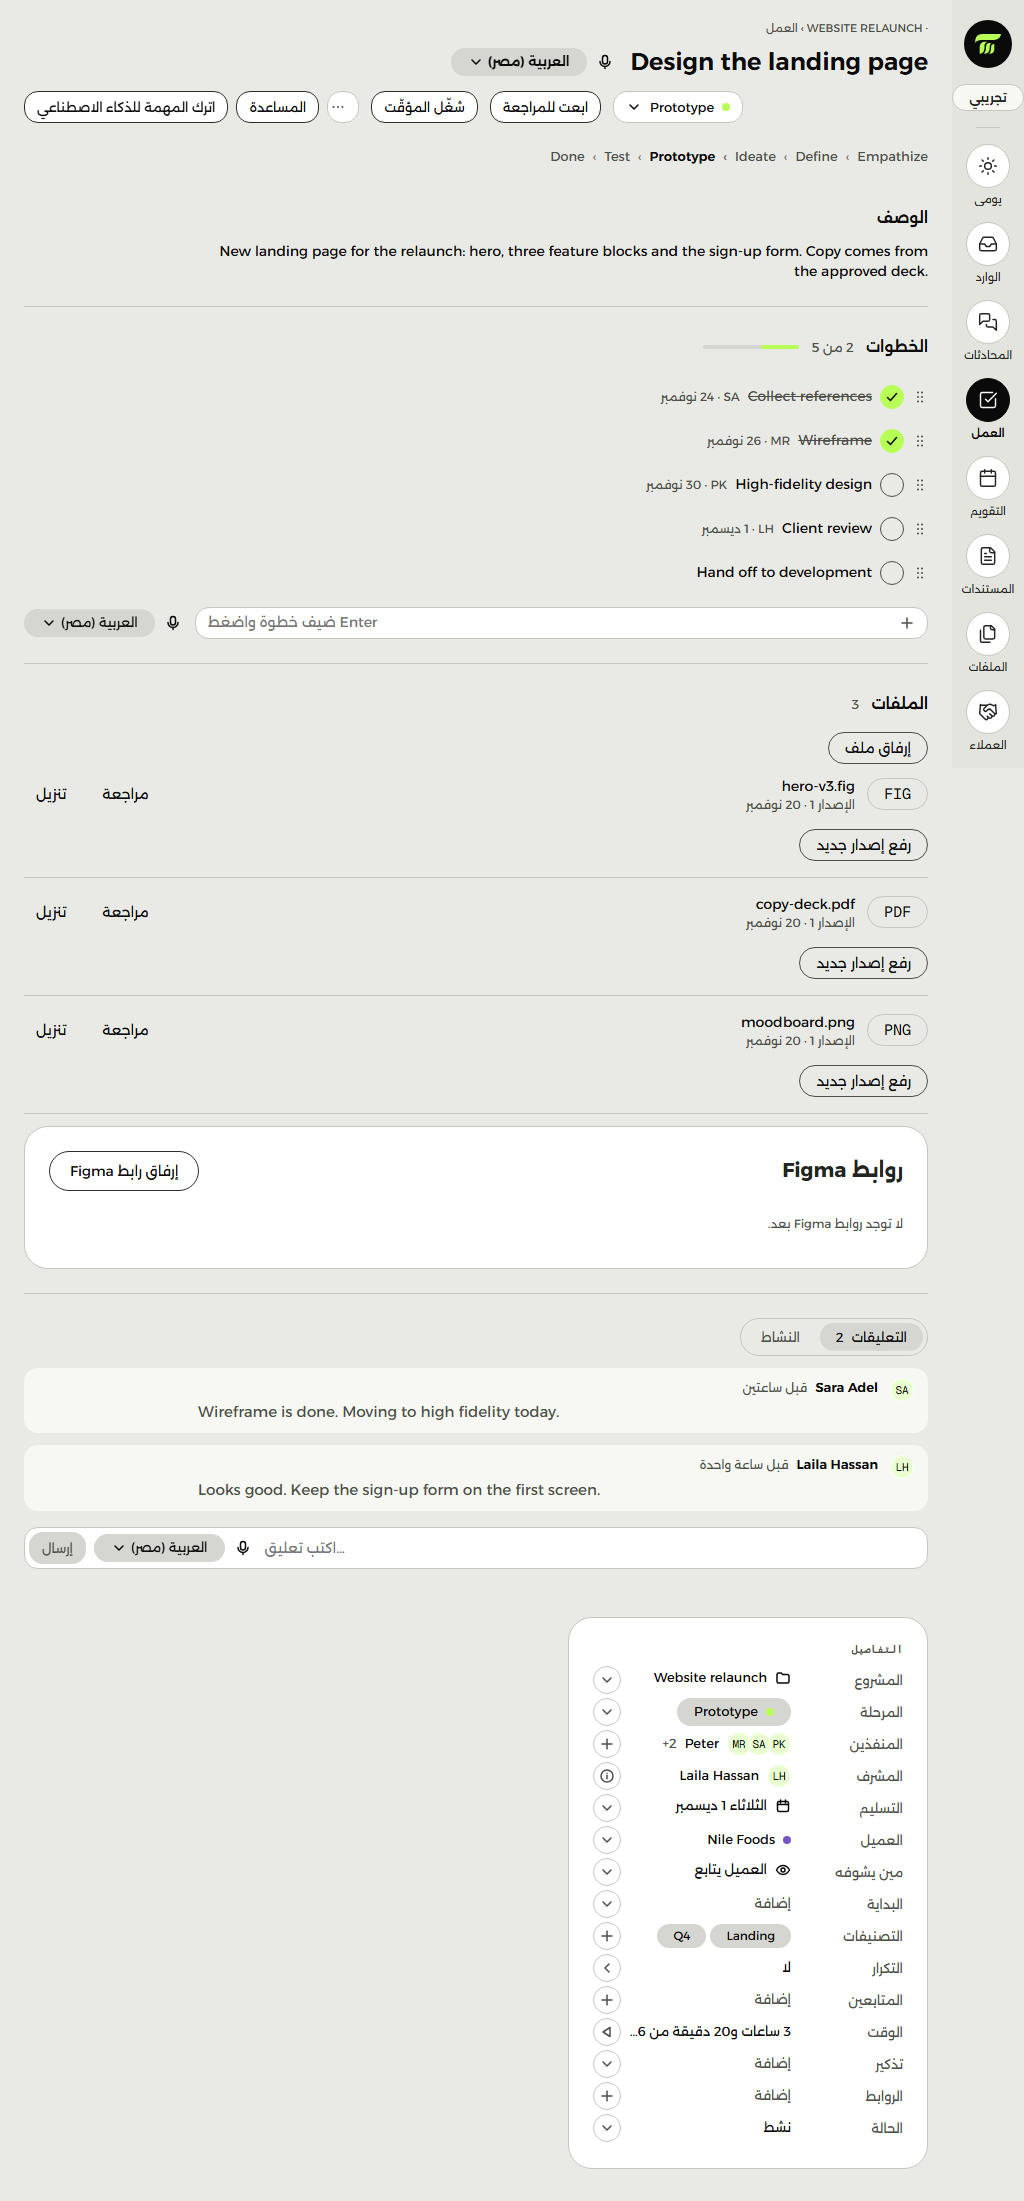 العمل › WEBSITE RELAUNCH ·
Design the landing page
العربية (مصر)
Prototype
ابعت للمراجعة
شغّل المؤقّت
···
المساعدة
اترك المهمة للذكاء الاصطناعي
Empathize › Define › Ideate › Prototype › Test › Done
الوصف
New landing page for the relaunch: hero, three feature blocks and the sign-up form. Copy comes from
the approved deck.
الخطوات 2 من 5
Collect references SA · 24 نوفمبر
Wireframe MR · 26 نوفمبر
High-fidelity design PK · 30 نوفمبر
Client review LH · 1 ديسمبر
Hand off to development
ضيف خطوة واضغط Enter
العربية (مصر)
الملفات 3
إرفاق ملف
FIG
hero-v3.fig
الإصدار 1 · 20 نوفمبر
مراجعة
تنزيل
رفع إصدار جديد
PDF
copy-deck.pdf
الإصدار 1 · 20 نوفمبر
مراجعة
تنزيل
رفع إصدار جديد
PNG
moodboard.png
الإصدار 1 · 20 نوفمبر
مراجعة
تنزيل
رفع إصدار جديد
روابط Figma
إرفاق رابط Figma
لا توجد روابط Figma بعد.
التعليقات 2
النشاط
SA Sara Adel قبل ساعتين
Wireframe is done. Moving to high fidelity today.
LH Laila Hassan قبل ساعة واحدة
Looks good. Keep the sign-up form on the first screen.
اكتب تعليق...
العربية (مصر)
إرسال
التفاصيل
المشروع Website relaunch
المرحلة Prototype
المنفذين PK SA MR Peter +2
المشرف LH Laila Hassan
التسليم الثلاثاء 1 ديسمبر
العميل Nile Foods
مين يشوفه العميل يتابع
البداية إضافة
التصنيفات Landing Q4
التكرار لا
المتابعين إضافة
الوقت 3 ساعات و20 دقيقة من 6...
تذكير إضافة
الروابط إضافة
الحالة نشط
تجريبي
يومي
الوارد
المحادثات
العمل
التقويم
المستندات
الملفات
العملاء